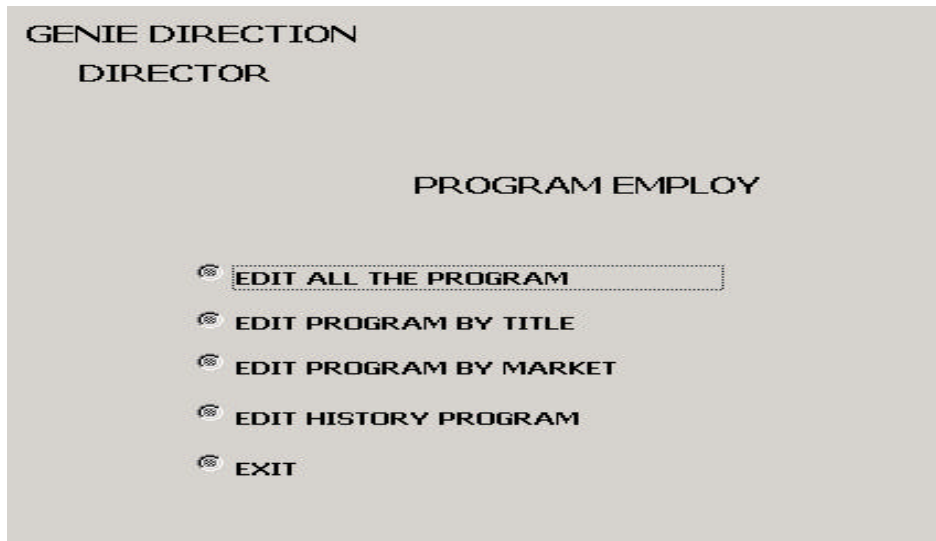 GENIE DIRECTION
DIRECTOR
PROGRAM EMPLOY
EDIT ALL THE PROGRAM
EDIT PROGRAM BY TITLE
EDIT PROGRAM BY MARKET
EDIT HISTORY PROGRAM
EXIT